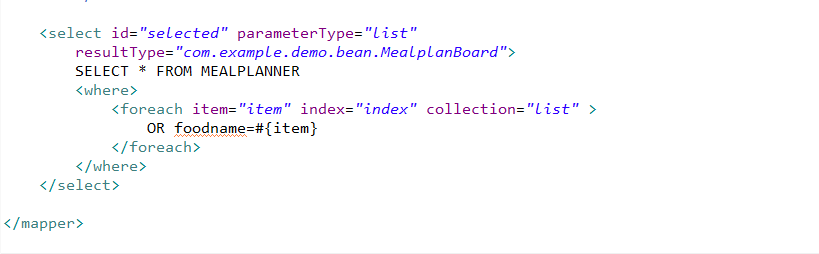 <select id="selected" parameterType="list"
resultType="com.example.demo.bean.MealplanBoard">
SELECT * FROM MEALPLANNER
<where>
<foreach item="item" index="index" collection="list" >
OR foodname=#{item}
</foreach>
</where>
</select>
</mapper>